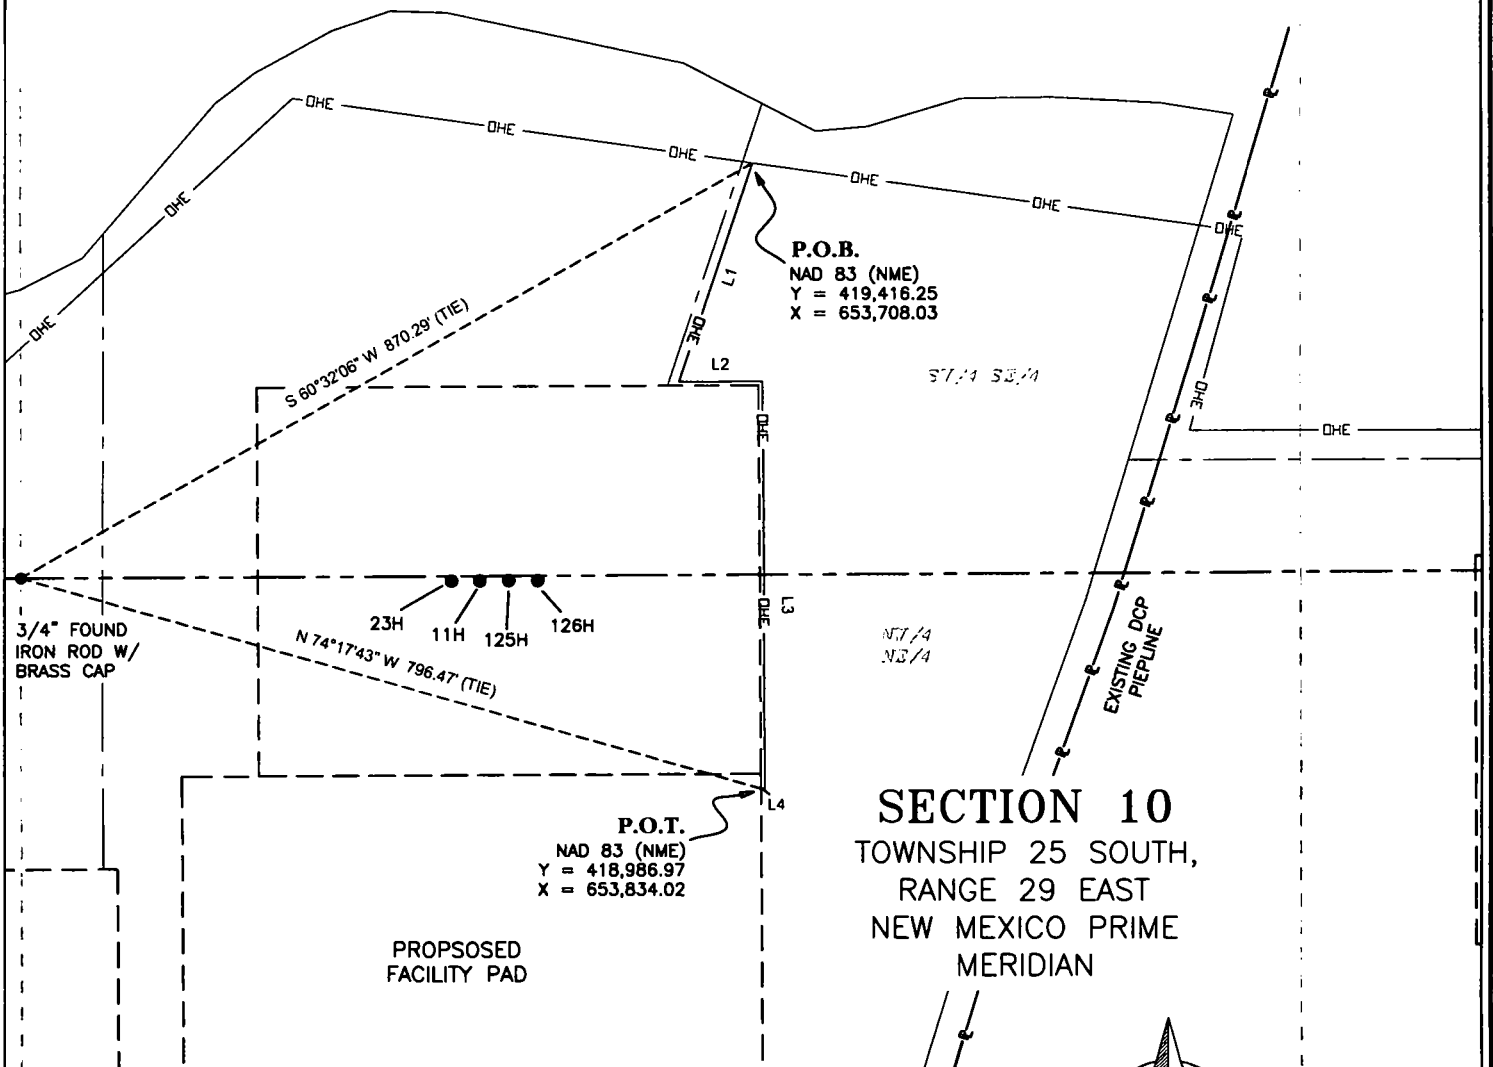 OHE
OHE
OHE
OHE
OHE
OHE
OHE
OHE
P.O.B.
NAD 83 (NME)
Y = 419,416.25
X = 653,708.03
L1
OHE
S 60°32'06" W 870.29' (TIE)
L2
OHE
OHE
OHE
3/4" FOUND
IRON ROD W/
BRASS CAP
23H
11H
125H
126H
OHE
L3
N 74°17'43" W 796.47' (TIE)
EXISTING DCP
PIEPLINE
L4
P.O.T.
NAD 83 (NME)
Y = 418,986.97
X = 653,834.02
SECTION 10
TOWNSHIP 25 SOUTH,
RANGE 29 EAST
NEW MEXICO PRIME
MERIDIAN
PROPSOSED
FACILITY PAD